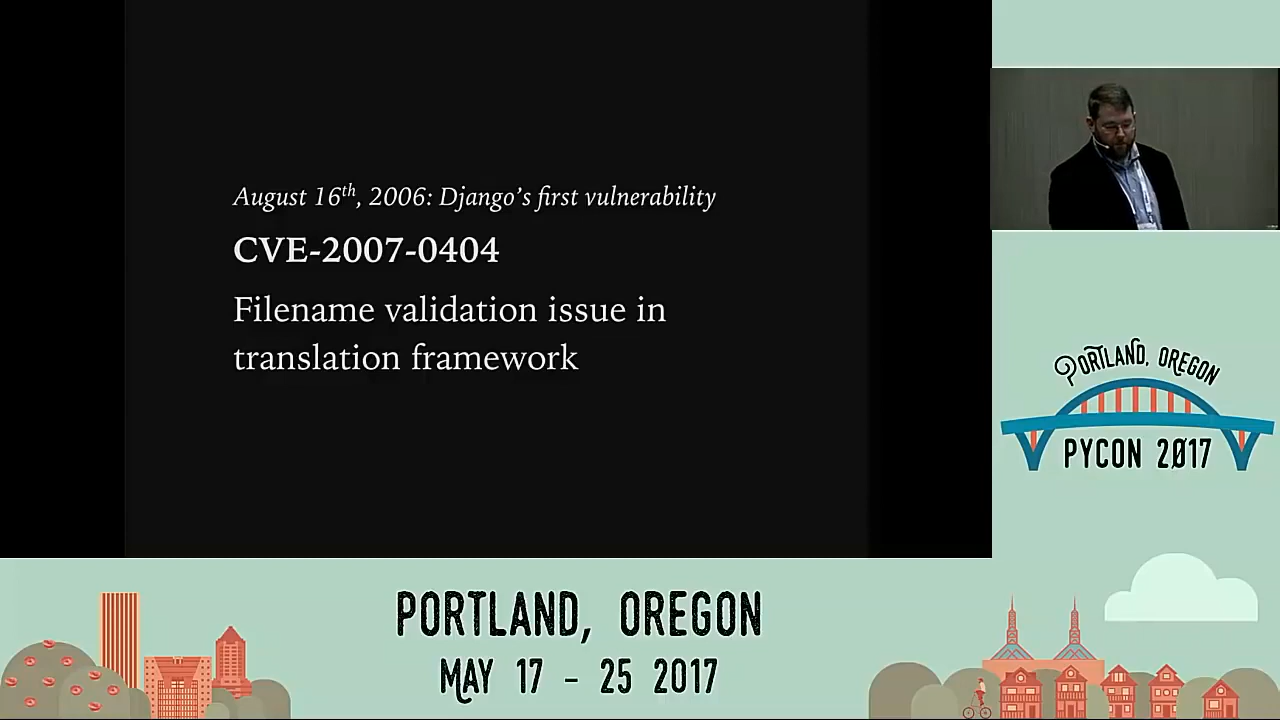 August 16th, 2006: Django's first vulnerability
CVE-2007-0404
Filename validation issue in
translation framework
PORTLAND, OREGON
PYCON 2017
PORTLAND, OREGON
MAY 17 - 25 2017